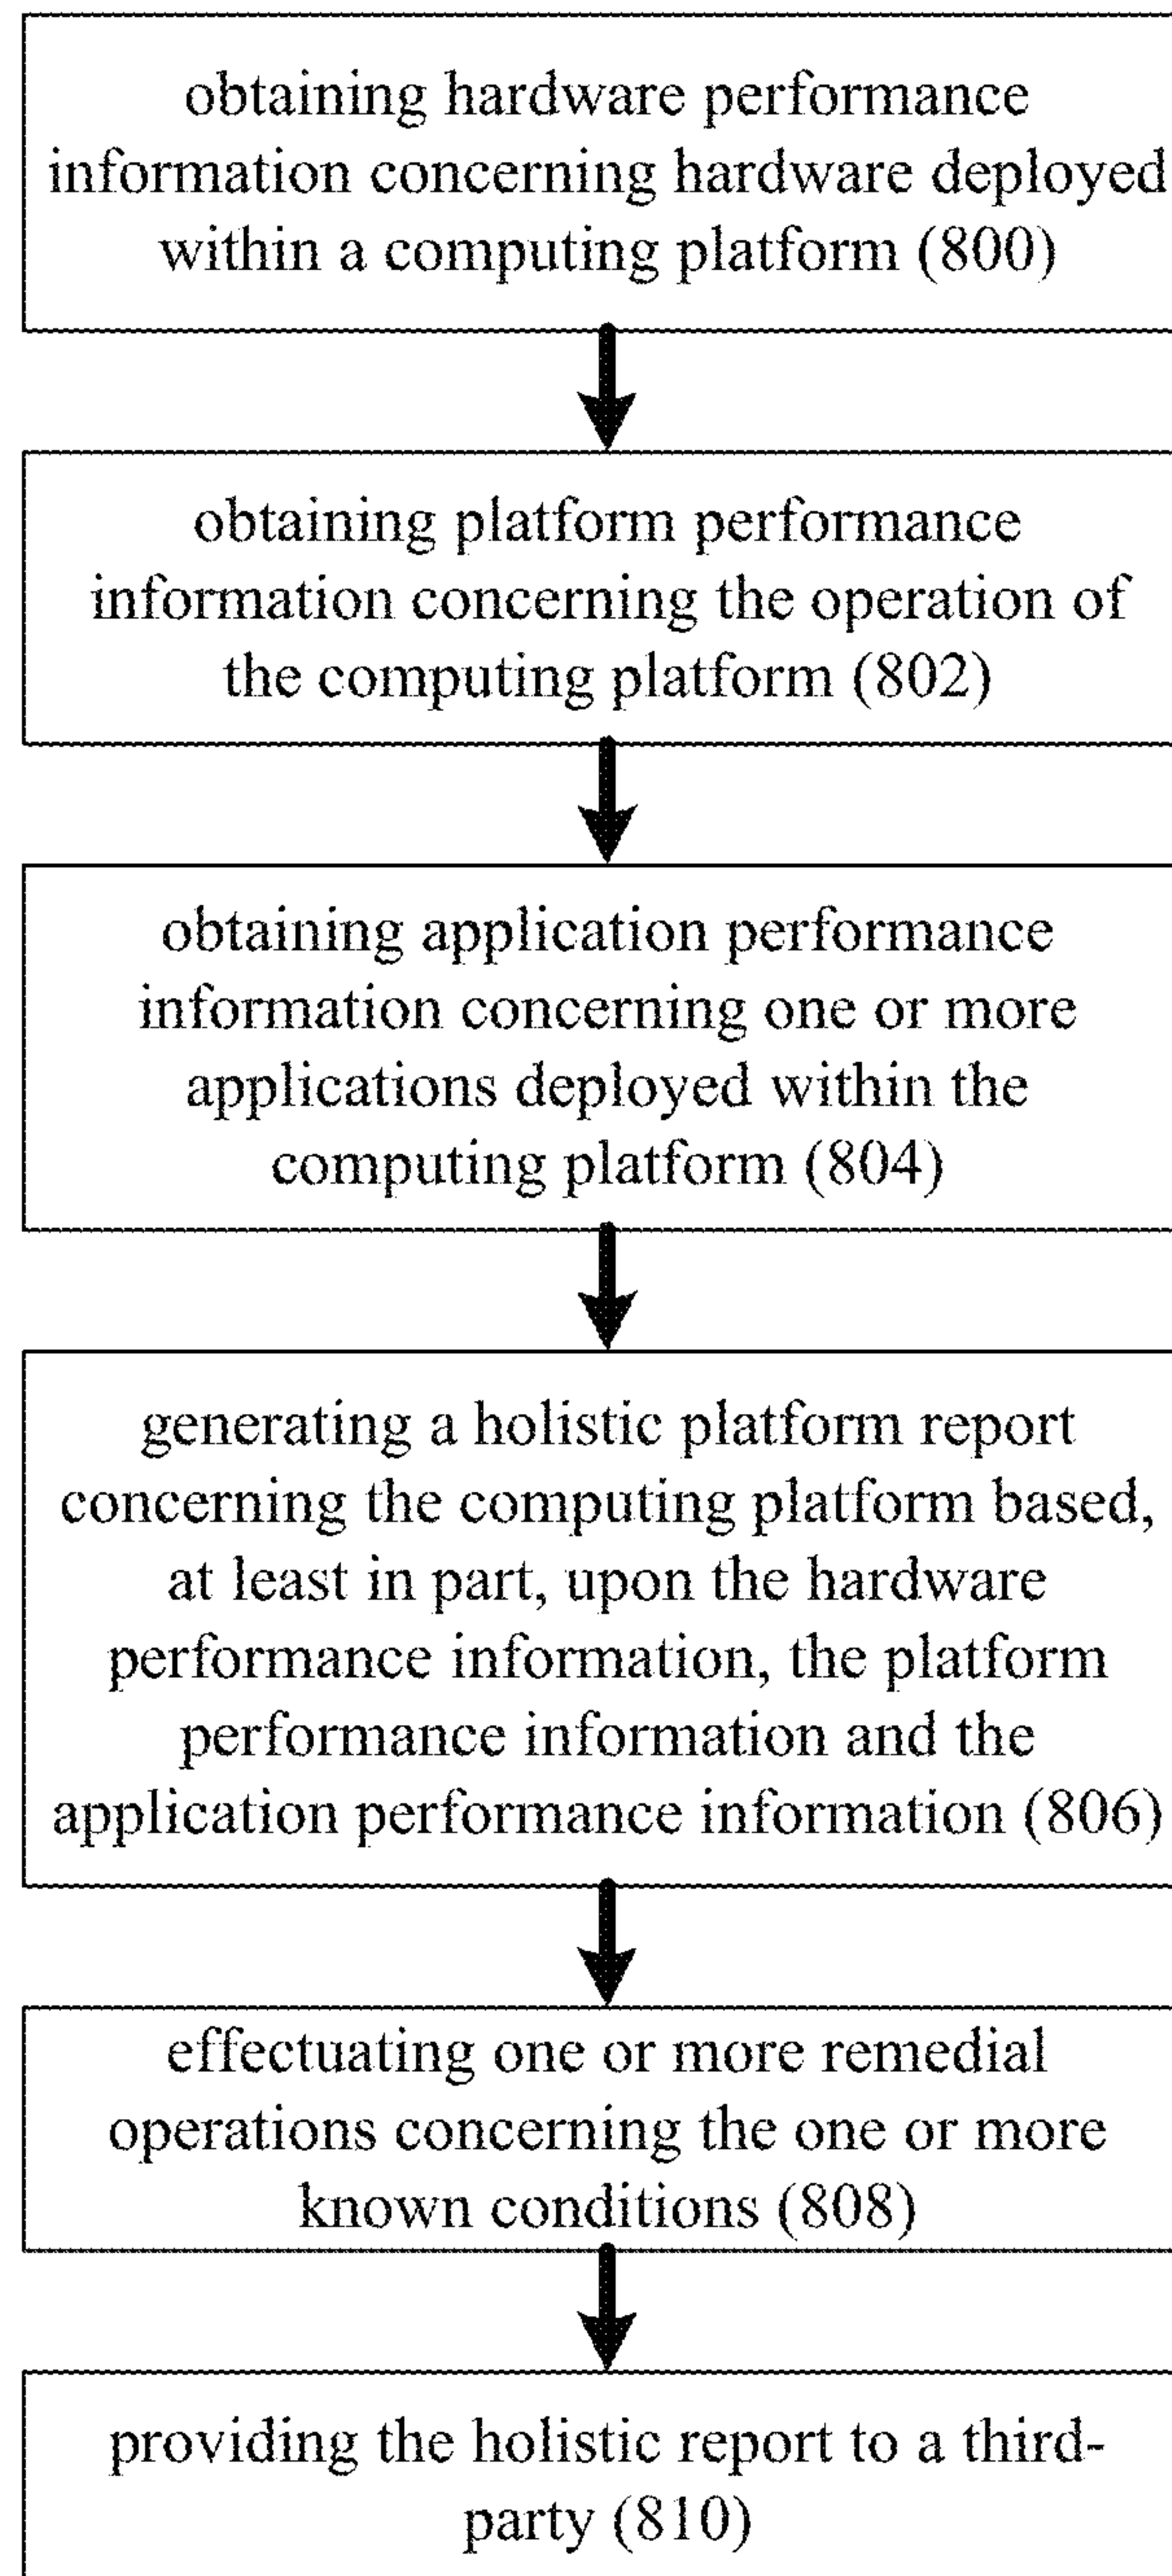 obtaining hardware performance
information concerning hardware deployed
within a computing platform (800)
obtaining platform performance
information concerning the operation of
the computing platform (802)
obtaining application performance
information concerning one or more
applications deployed within the
computing platform (804)
generating a holistic platform report
concerning the computing platform based,
at least in part, upon the hardware
performance information, the platform
performance information and the
application performance information (806)
effectuating one or more remedial
operations concerning the one or more
known conditions (808)
providing the holistic report to a third-
party (810)